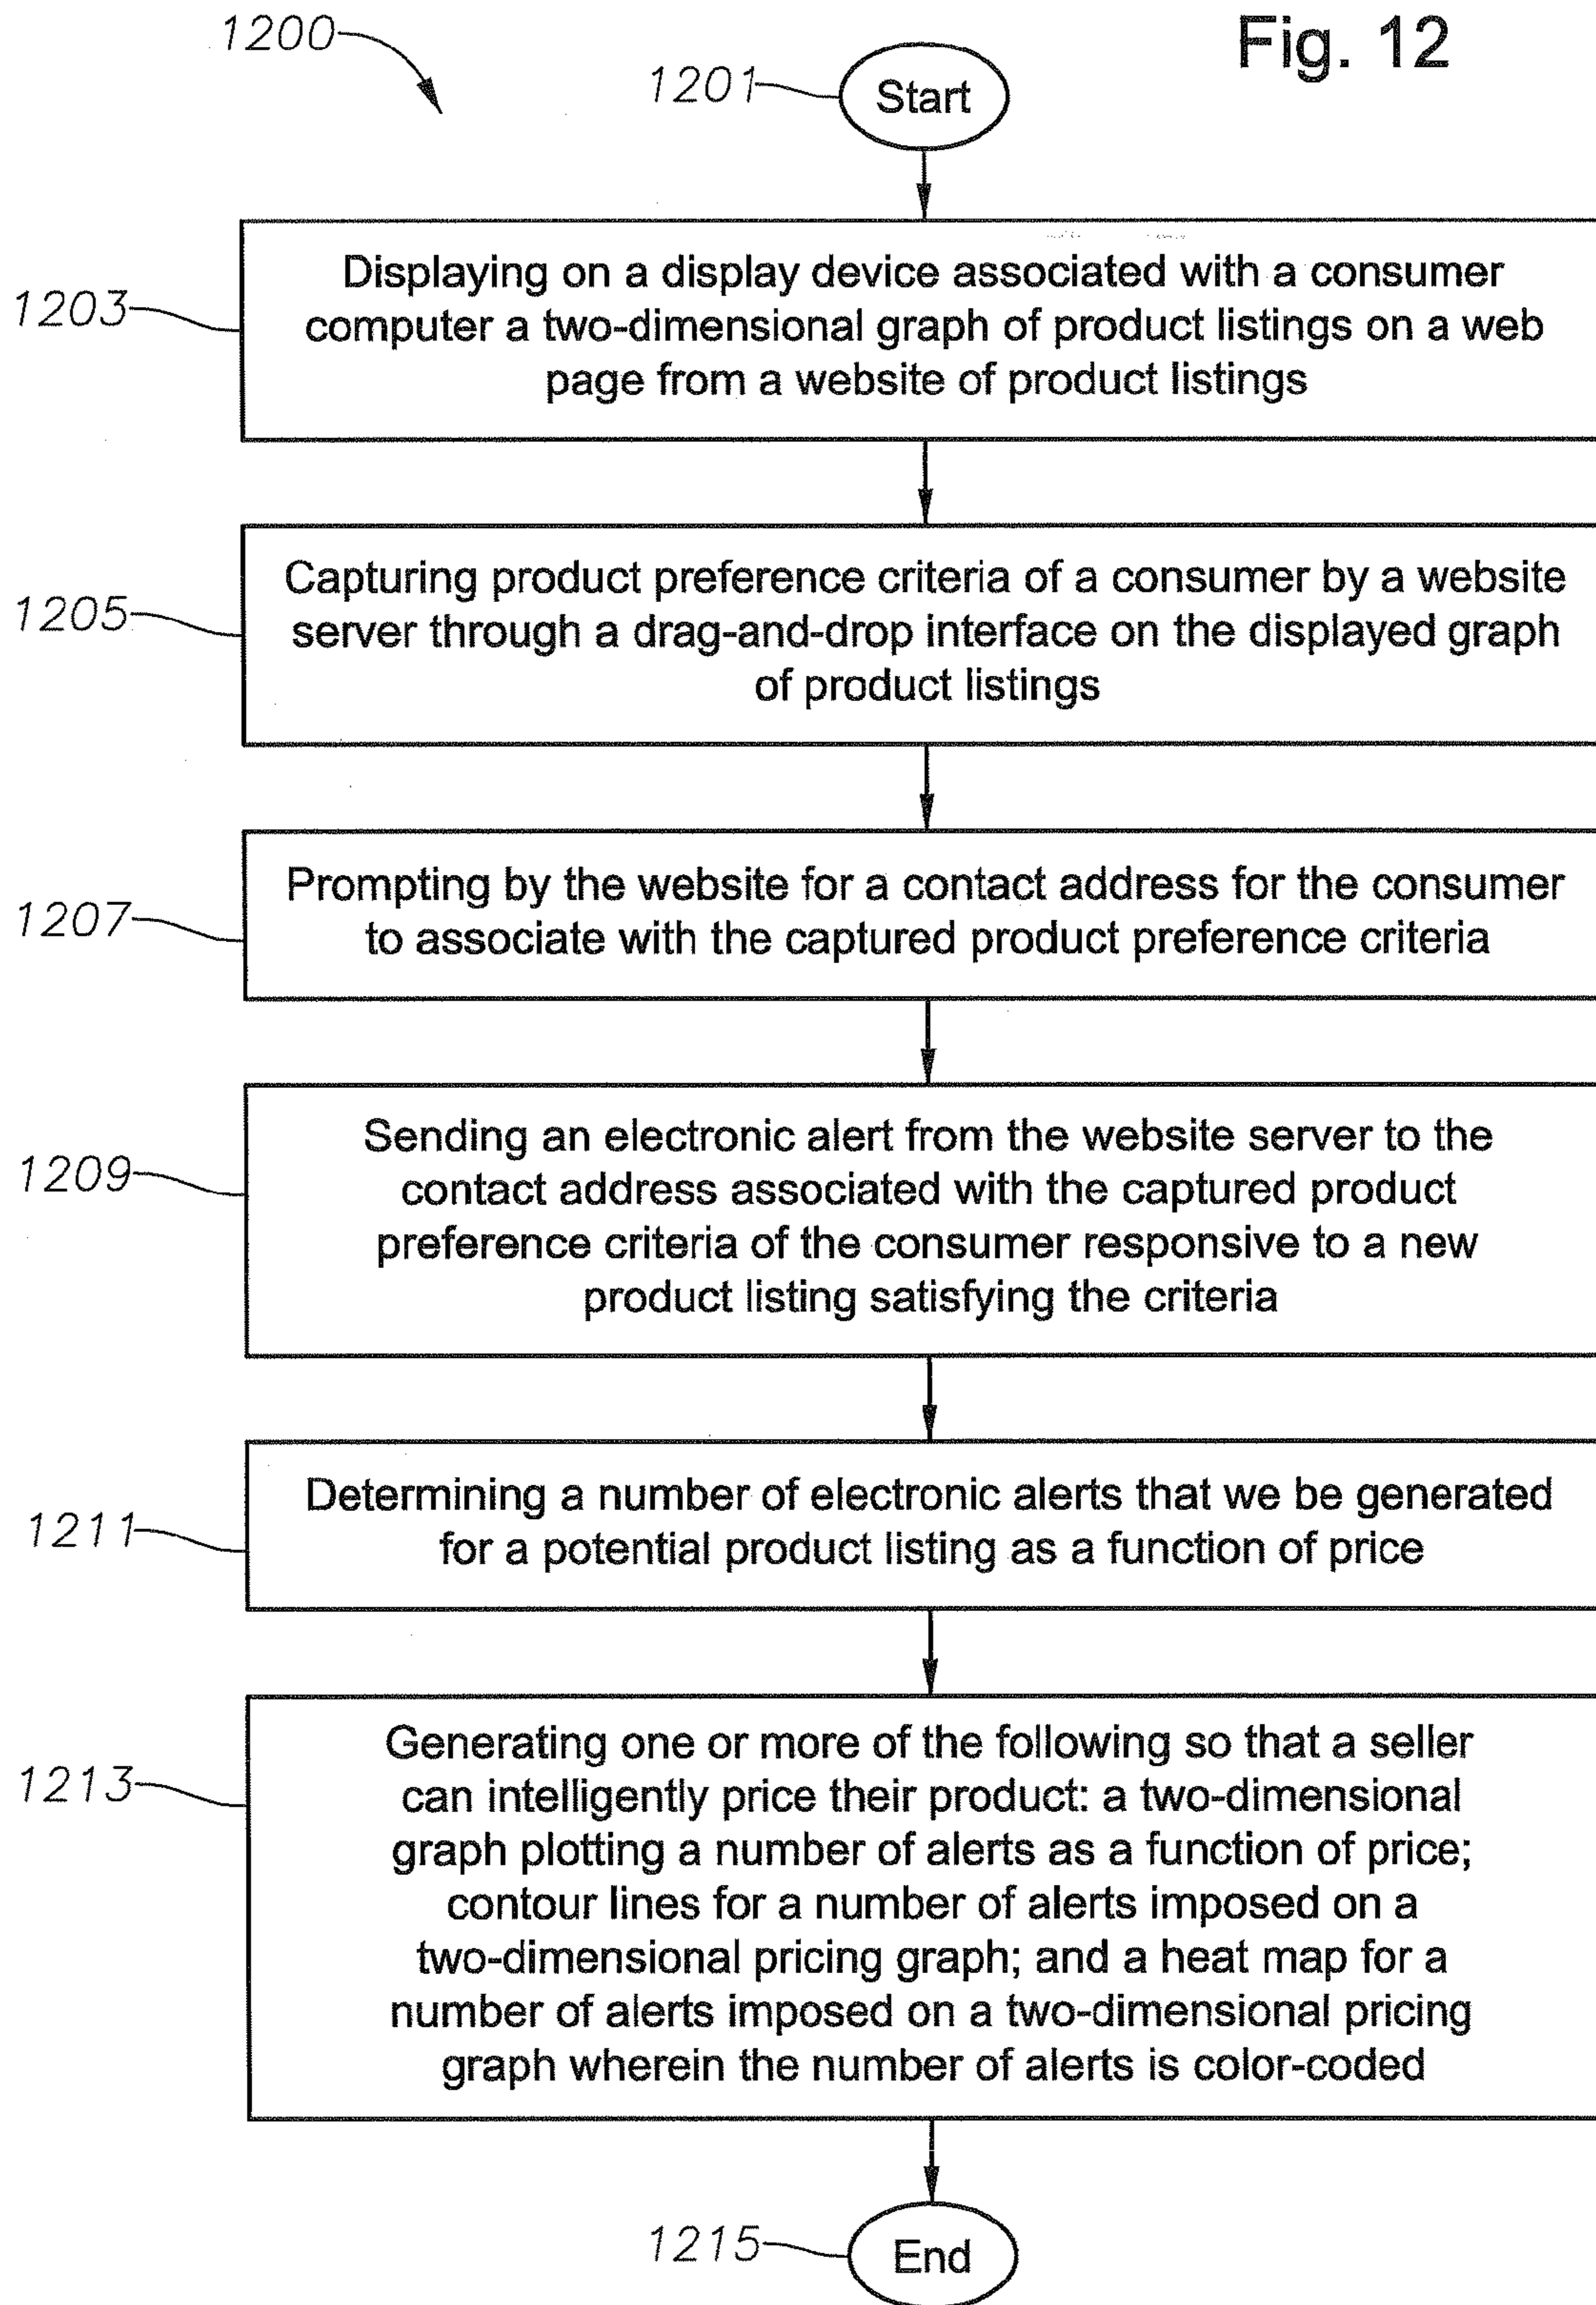 Fig. 12
1200
1201
Start
1203
Displaying on a display device associated with a consumer
computer a two-dimensional graph of product listings on a web
page from a website of product listings
1205
Capturing product preference criteria of a consumer by a website
server through a drag-and-drop interface on the displayed graph
of product listings
1207
Prompting by the website for a contact address for the consumer
to associate with the captured product preference criteria
1209
Sending an electronic alert from the website server to the
contact address associated with the captured product
preference criteria of the consumer responsive to a new
product listing satisfying the criteria
1211
Determining a number of electronic alerts that we be generated
for a potential product listing as a function of price
1213
Generating one or more of the following so that a seller
can intelligently price their product: a two-dimensional
graph plotting a number of alerts as a function of price;
contour lines for a number of alerts imposed on a
two-dimensional pricing graph; and a heat map for a
number of alerts imposed on a two-dimensional pricing
graph wherein the number of alerts is color-coded
1215
End